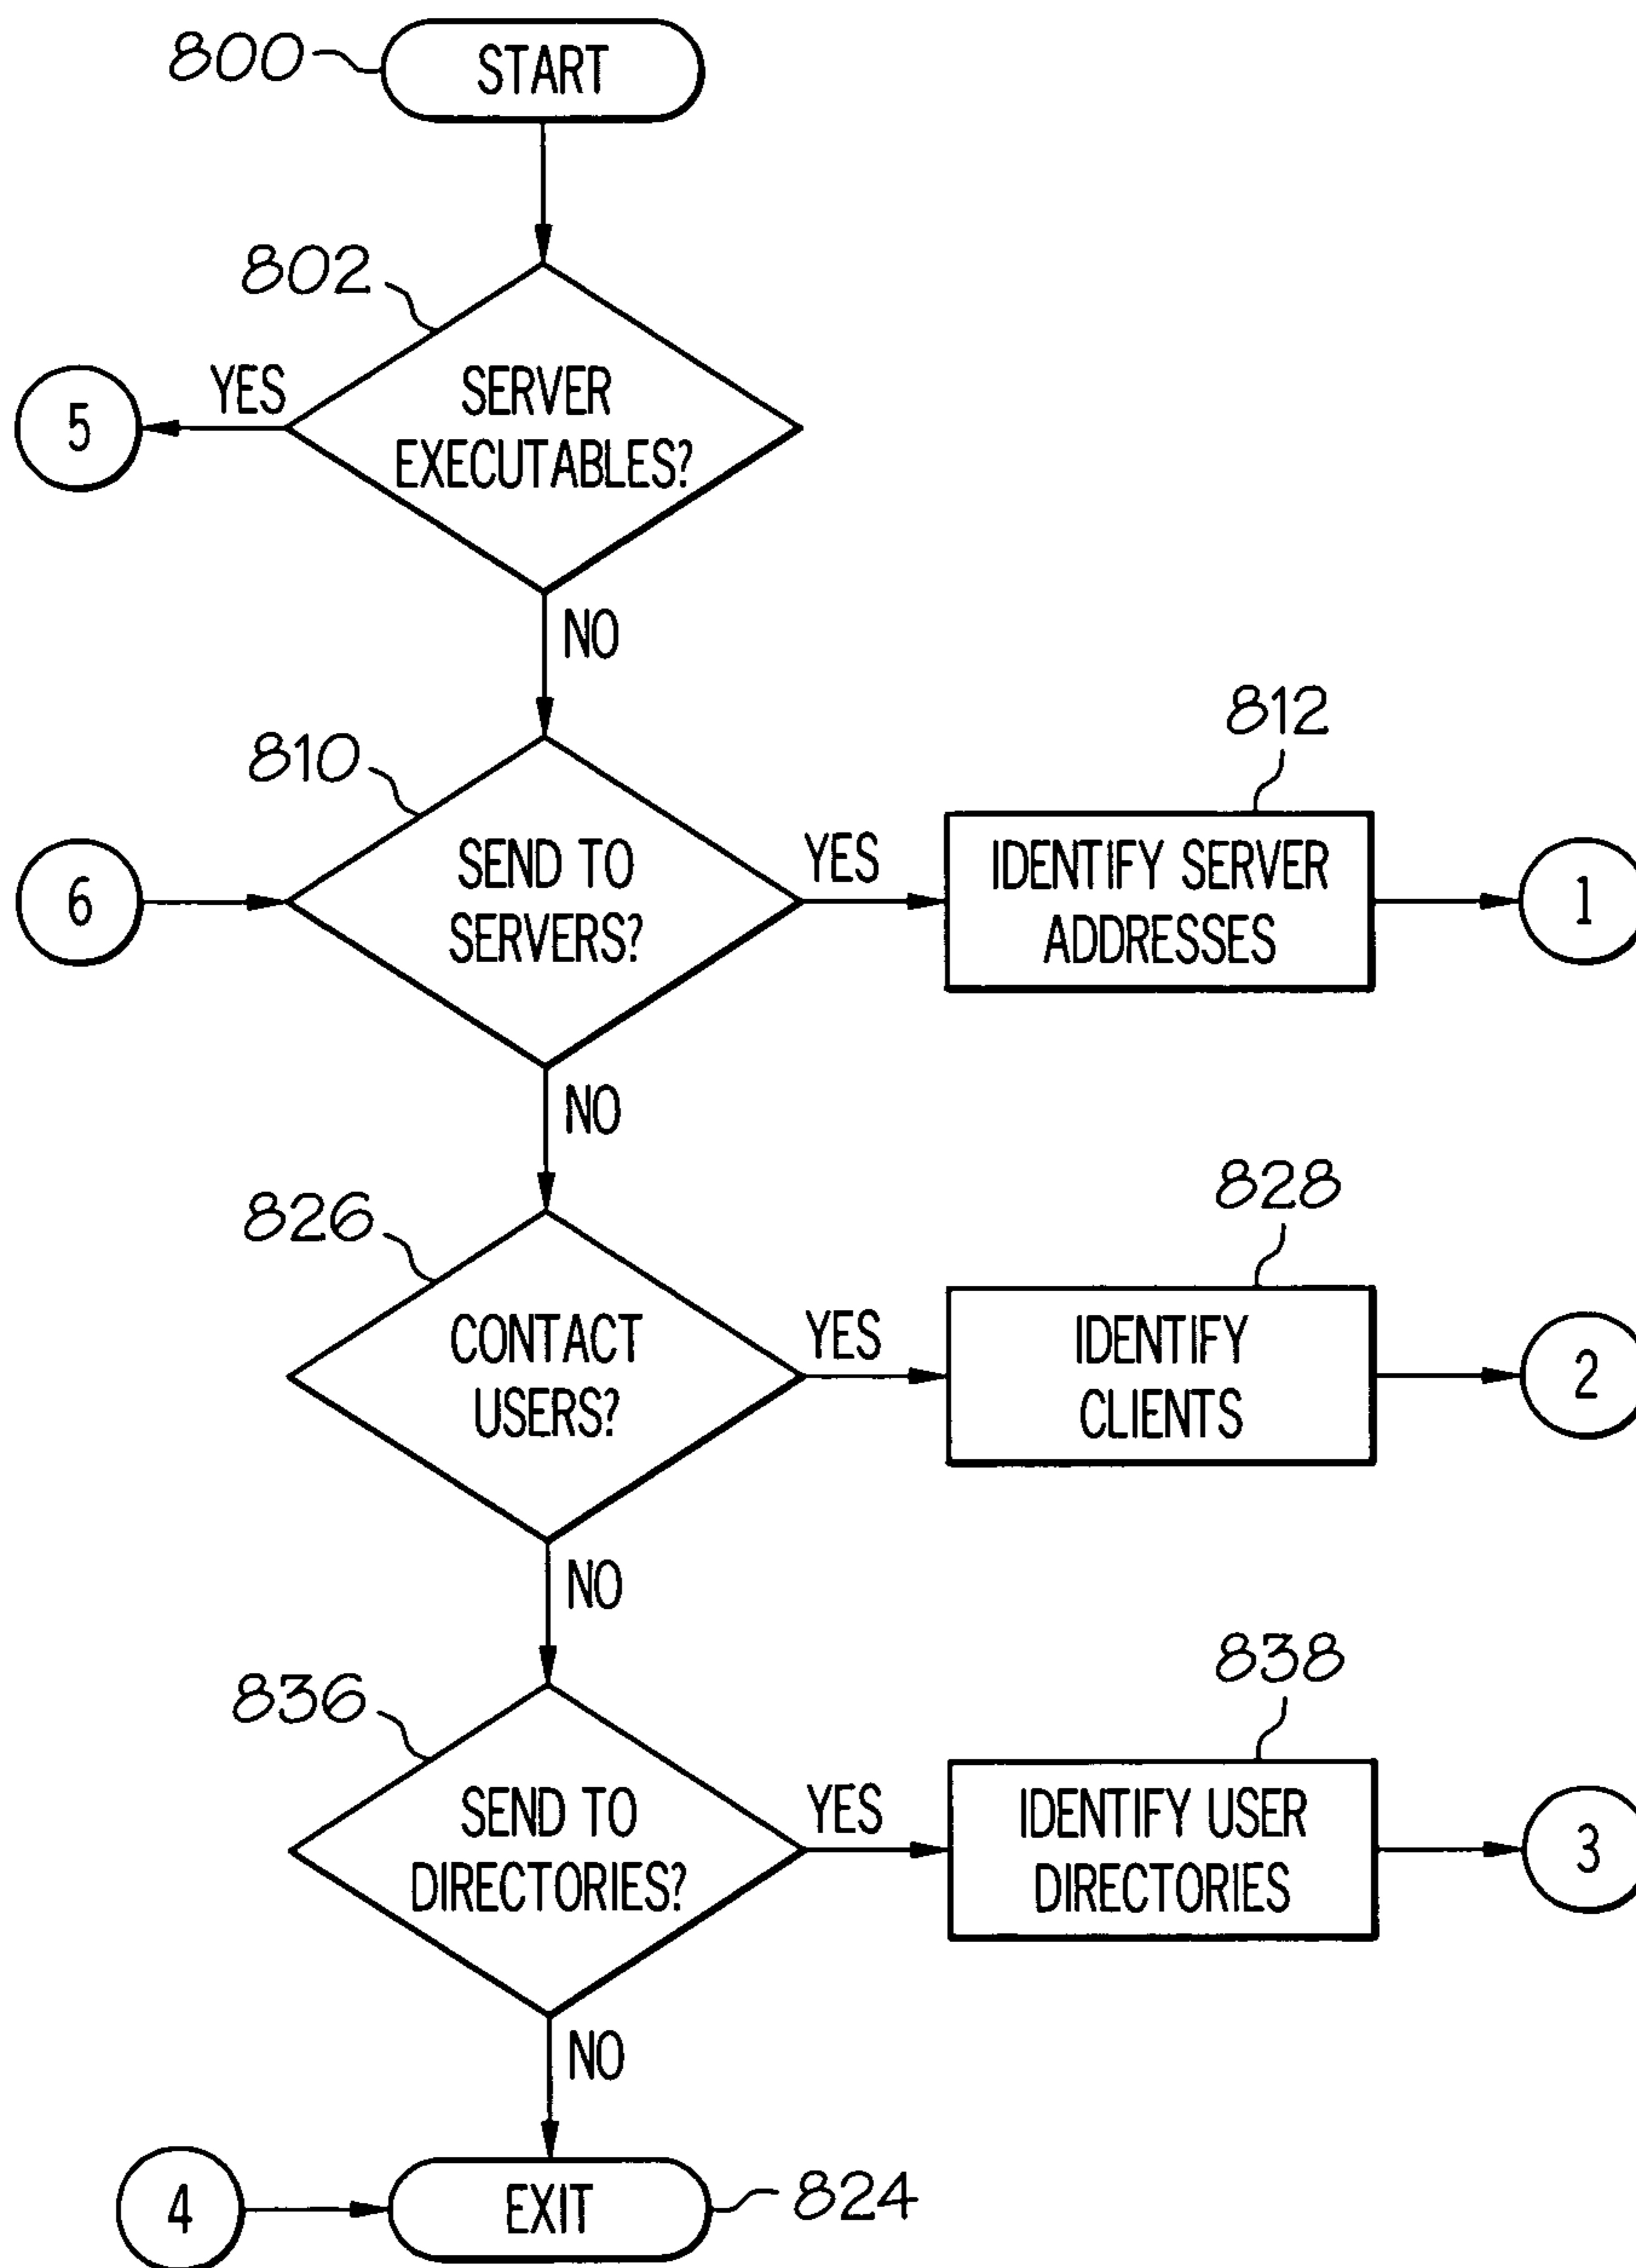 800
START
802
YES
5
SERVER
EXECUTABLES?
NO
810
812
6
SEND TO
SERVERS?
YES
IDENTIFY SERVER
ADDRESSES
1
NO
826
828
CONTACT
USERS?
YES
IDENTIFY
CLIENTS
2
NO
836
838
SEND TO
DIRECTORIES?
YES
IDENTIFY USER
DIRECTORIES
3
NO
4
EXIT
824